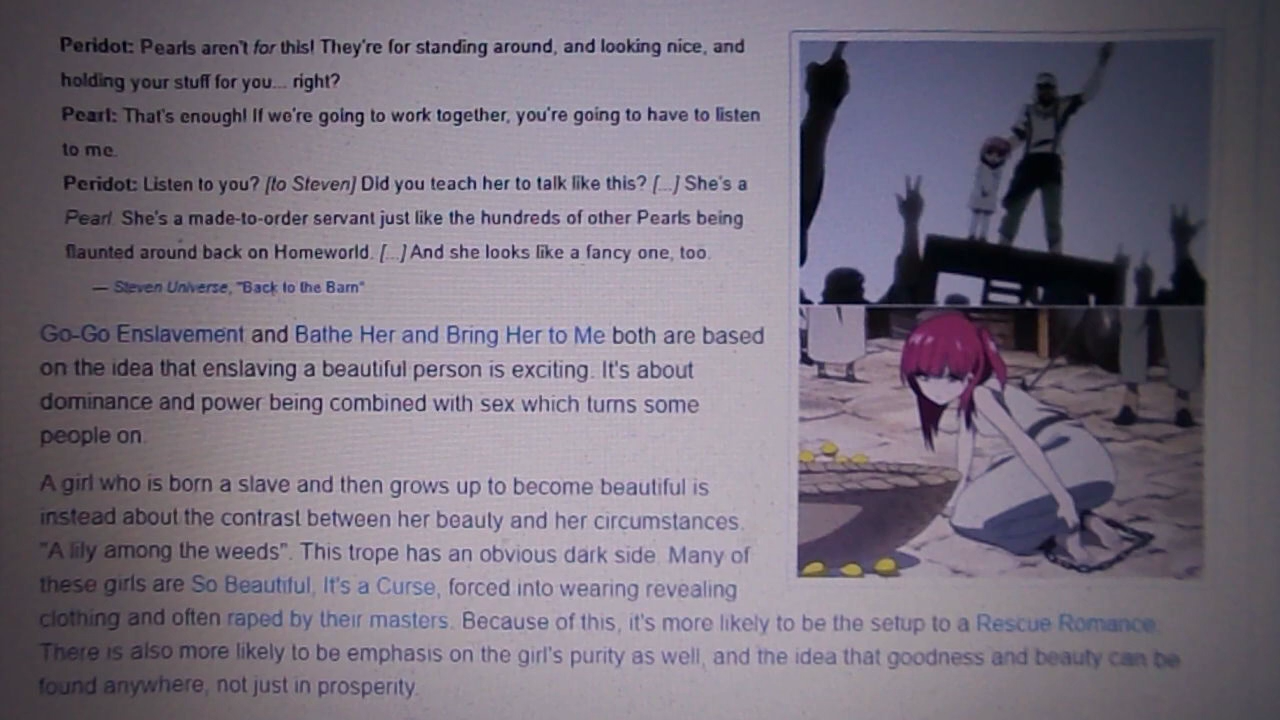 Peridot: Pearls aren't for this! They're for standing around, and looking nice, and
holding your stuff for you... right?
Pearl: That's enough! If we're going to work together, you're going to have to listen
to me.
Peridot: Listen to you? [to Steven] Did you teach her to talk like this? [...] She's a
Pearl. She's a made-to-order servant just like the hundreds of other Pearls being
flaunted around back on Homeworld. [...] And she looks like a fancy one, too.
— Steven Universe, "Back to the Barn"
Go-Go Enslavement and Bathe Her and Bring Her to Me both are based
on the idea that enslaving a beautiful person is exciting. It's about
dominance and power being combined with sex which turns some
people on.
A girl who is born a slave and then grows up to become beautiful is
instead about the contrast between her beauty and her circumstances.
"A lily among the weeds". This trope has an obvious dark side. Many of
these girls are So Beautiful, It's a Curse, forced into wearing revealing
clothing and often raped by their masters. Because of this, it's more likely to be the setup to a Rescue Romance.
There is also more likely to be emphasis on the girl's purity as well, and the idea that goodness and beauty can be
found anywhere, not just in prosperity.